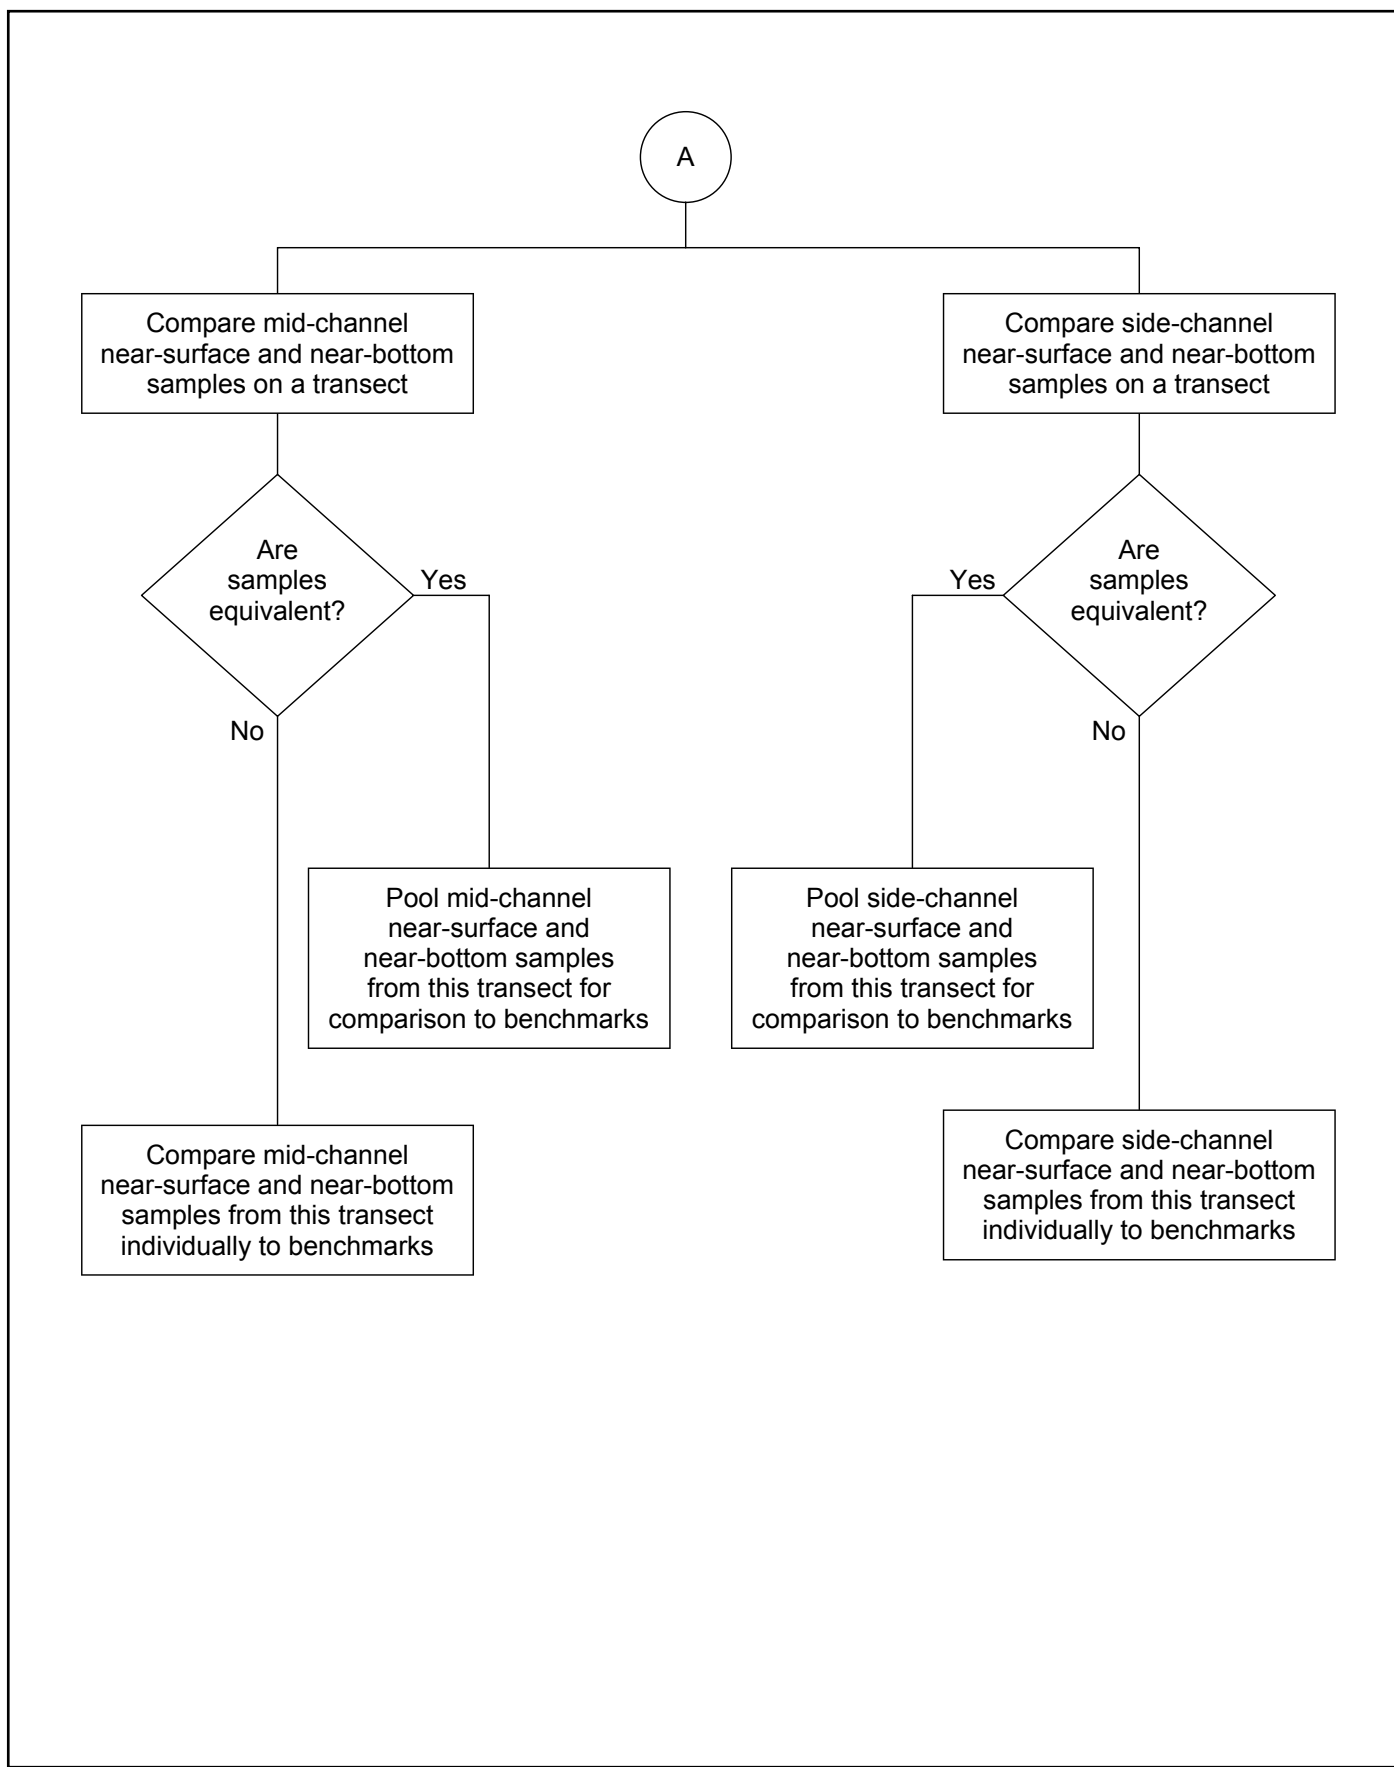 A
Compare mid-channel
near-surface and near-bottom
samples on a transect
Compare side-channel
near-surface and near-bottom
samples on a transect
Are
samples
equivalent?
Yes
No
Yes
Are
samples
equivalent?
No
Pool mid-channel
near-surface and
near-bottom samples
from this transect for
comparison to benchmarks
Pool side-channel
near-surface and
near-bottom samples
from this transect for
comparison to benchmarks
Compare mid-channel
near-surface and near-bottom
samples from this transect
individually to benchmarks
Compare side-channel
near-surface and near-bottom
samples from this transect
individually to benchmarks